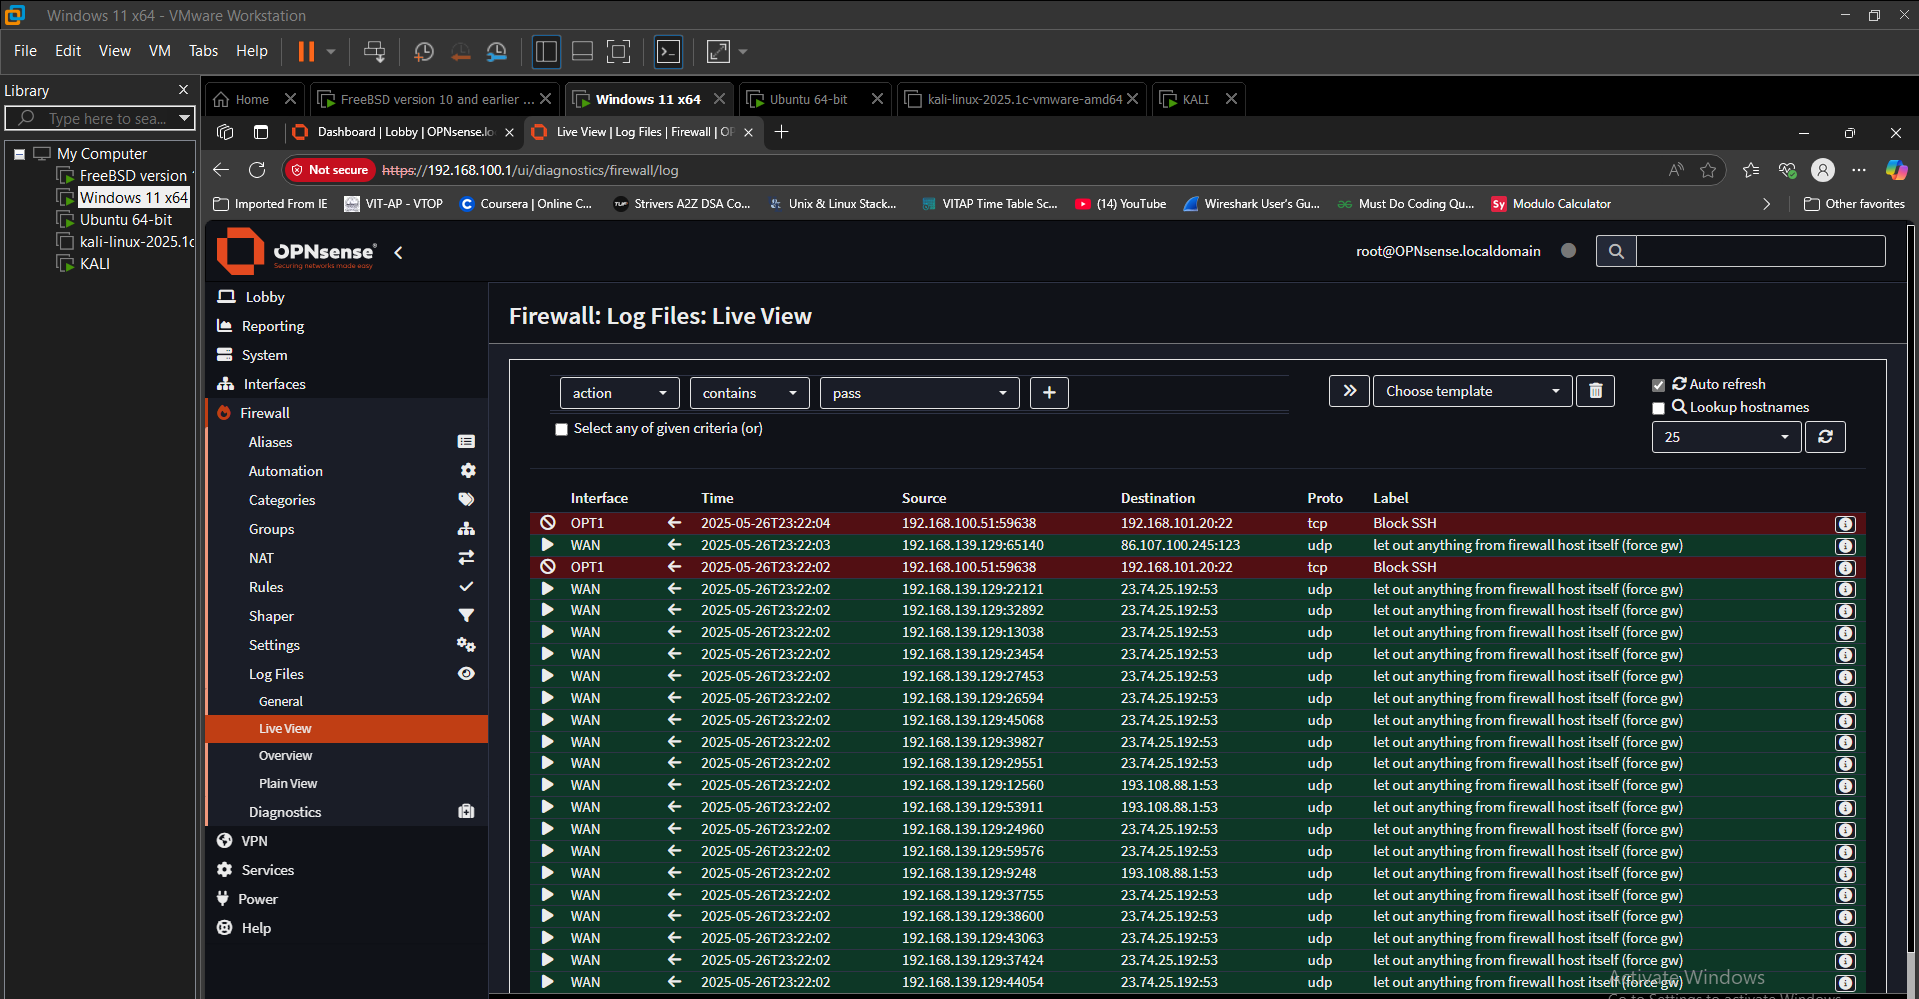 Windows 11 x64 - VMware Workstation
File Edit View VM Tabs Help
Library
Type here to sea...
My Computer
FreeBSD version
Windows 11 x64
Ubuntu 64-bit
kali-linux-2025.1c
KALI
Home FreeBSD version 10 and earlier ... Windows 11 x64 Ubuntu 64-bit kali-linux-2025.1c-vmware-amd64 KALI
Dashboard | Lobby | OPNsense.lo Live View | Log Files | Firewall | OP
Not secure https://192.168.100.1/ui/diagnostics/firewall/log
Imported From IE VIT-AP - VTOP Coursera | Online C... Strivers A2Z DSA Co... Unix & Linux Stack... VITAP Time Table Sc... (14) YouTube Wireshark User's Gu... Must Do Coding Qu... Modulo Calculator Other favorites
OPNsense®
Securing networks made easy
root@OPNsense.localdomain
Lobby
Reporting
System
Interfaces
Firewall
Aliases
Automation
Categories
Groups
NAT
Rules
Shaper
Settings
Log Files
General
Live View
Overview
Plain View
Diagnostics
VPN
Services
Power
Help
Firewall: Log Files: Live View
action contains pass + Choose template
Auto refresh
Lookup hostnames
Select any of given criteria (or)
25
Interface Time Source Destination Proto Label
OPT1 2025-05-26T23:22:04 192.168.100.51:59638 192.168.101.20:22 tcp Block SSH
WAN 2025-05-26T23:22:03 192.168.139.129:65140 86.107.100.245:123 udp let out anything from firewall host itself (force gw)
OPT1 2025-05-26T23:22:02 192.168.100.51:59638 192.168.101.20:22 tcp Block SSH
WAN 2025-05-26T23:22:02 192.168.139.129:22121 23.74.25.192:53 udp let out anything from firewall host itself (force gw)
WAN 2025-05-26T23:22:02 192.168.139.129:32892 23.74.25.192:53 udp let out anything from firewall host itself (force gw)
WAN 2025-05-26T23:22:02 192.168.139.129:13038 23.74.25.192:53 udp let out anything from firewall host itself (force gw)
WAN 2025-05-26T23:22:02 192.168.139.129:23454 23.74.25.192:53 udp let out anything from firewall host itself (force gw)
WAN 2025-05-26T23:22:02 192.168.139.129:27453 23.74.25.192:53 udp let out anything from firewall host itself (force gw)
WAN 2025-05-26T23:22:02 192.168.139.129:26594 23.74.25.192:53 udp let out anything from firewall host itself (force gw)
WAN 2025-05-26T23:22:02 192.168.139.129:45068 23.74.25.192:53 udp let out anything from firewall host itself (force gw)
WAN 2025-05-26T23:22:02 192.168.139.129:39827 23.74.25.192:53 udp let out anything from firewall host itself (force gw)
WAN 2025-05-26T23:22:02 192.168.139.129:29551 23.74.25.192:53 udp let out anything from firewall host itself (force gw)
WAN 2025-05-26T23:22:02 192.168.139.129:12560 193.108.88.1:53 udp let out anything from firewall host itself (force gw)
WAN 2025-05-26T23:22:02 192.168.139.129:53911 193.108.88.1:53 udp let out anything from firewall host itself (force gw)
WAN 2025-05-26T23:22:02 192.168.139.129:24960 23.74.25.192:53 udp let out anything from firewall host itself (force gw)
WAN 2025-05-26T23:22:02 192.168.139.129:59576 23.74.25.192:53 udp let out anything from firewall host itself (force gw)
WAN 2025-05-26T23:22:02 192.168.139.129:9248 193.108.88.1:53 udp let out anything from firewall host itself (force gw)
WAN 2025-05-26T23:22:02 192.168.139.129:37755 23.74.25.192:53 udp let out anything from firewall host itself (force gw)
WAN 2025-05-26T23:22:02 192.168.139.129:38600 23.74.25.192:53 udp let out anything from firewall host itself (force gw)
WAN 2025-05-26T23:22:02 192.168.139.129:43063 23.74.25.192:53 udp let out anything from firewall host itself (force gw)
WAN 2025-05-26T23:22:02 192.168.139.129:37424 23.74.25.192:53 udp let out anything from firewall host itself (force gw)
WAN 2025-05-26T23:22:02 192.168.139.129:44054 23.74.25.192:53 udp let out anything from firewall host itself (force gw)
Activate Windows